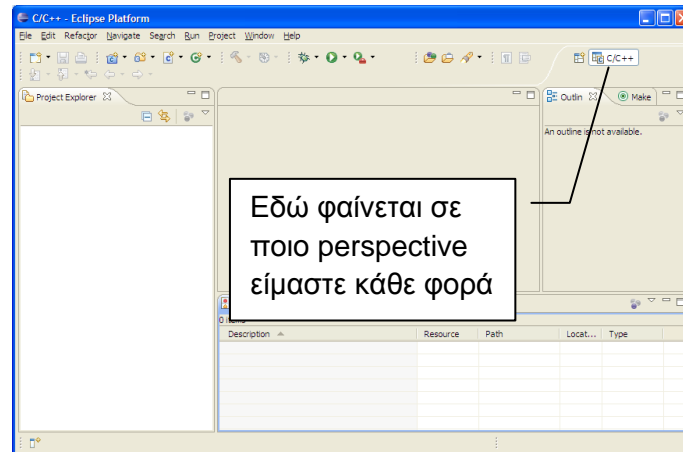 C/C++ - Eclipse Platform
File Edit Refactor Navigate Search Run Project Window Help
C/C++
Project Explorer
Outlin
Make
An outline is not available.
Εδώ φαίνεται σε
ποιο perspective
είμαστε κάθε φορά
0 items
Description Resource Path Locat... Type